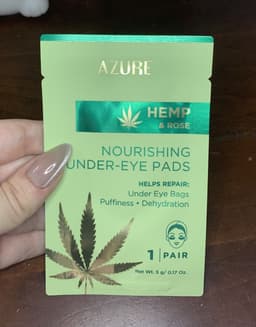 AZURE
HEMP
& ROSE
NOURISHING
UNDER-EYE PADS
HELPS REPAIR:
Under Eye Bags
Puffiness + Dehydration
1 PAIR
Net Wt. 5 g/ 0.17 Oz.